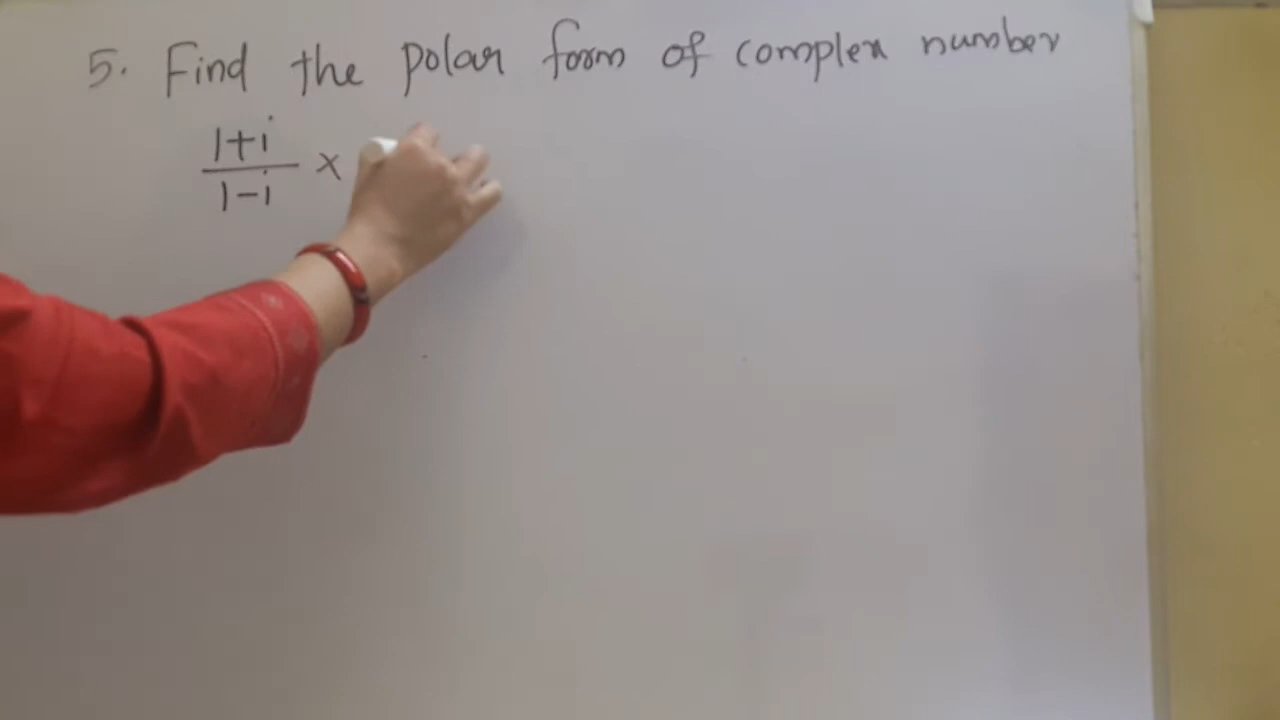 5. Find the polar form of complex number
1+i
1-i ×